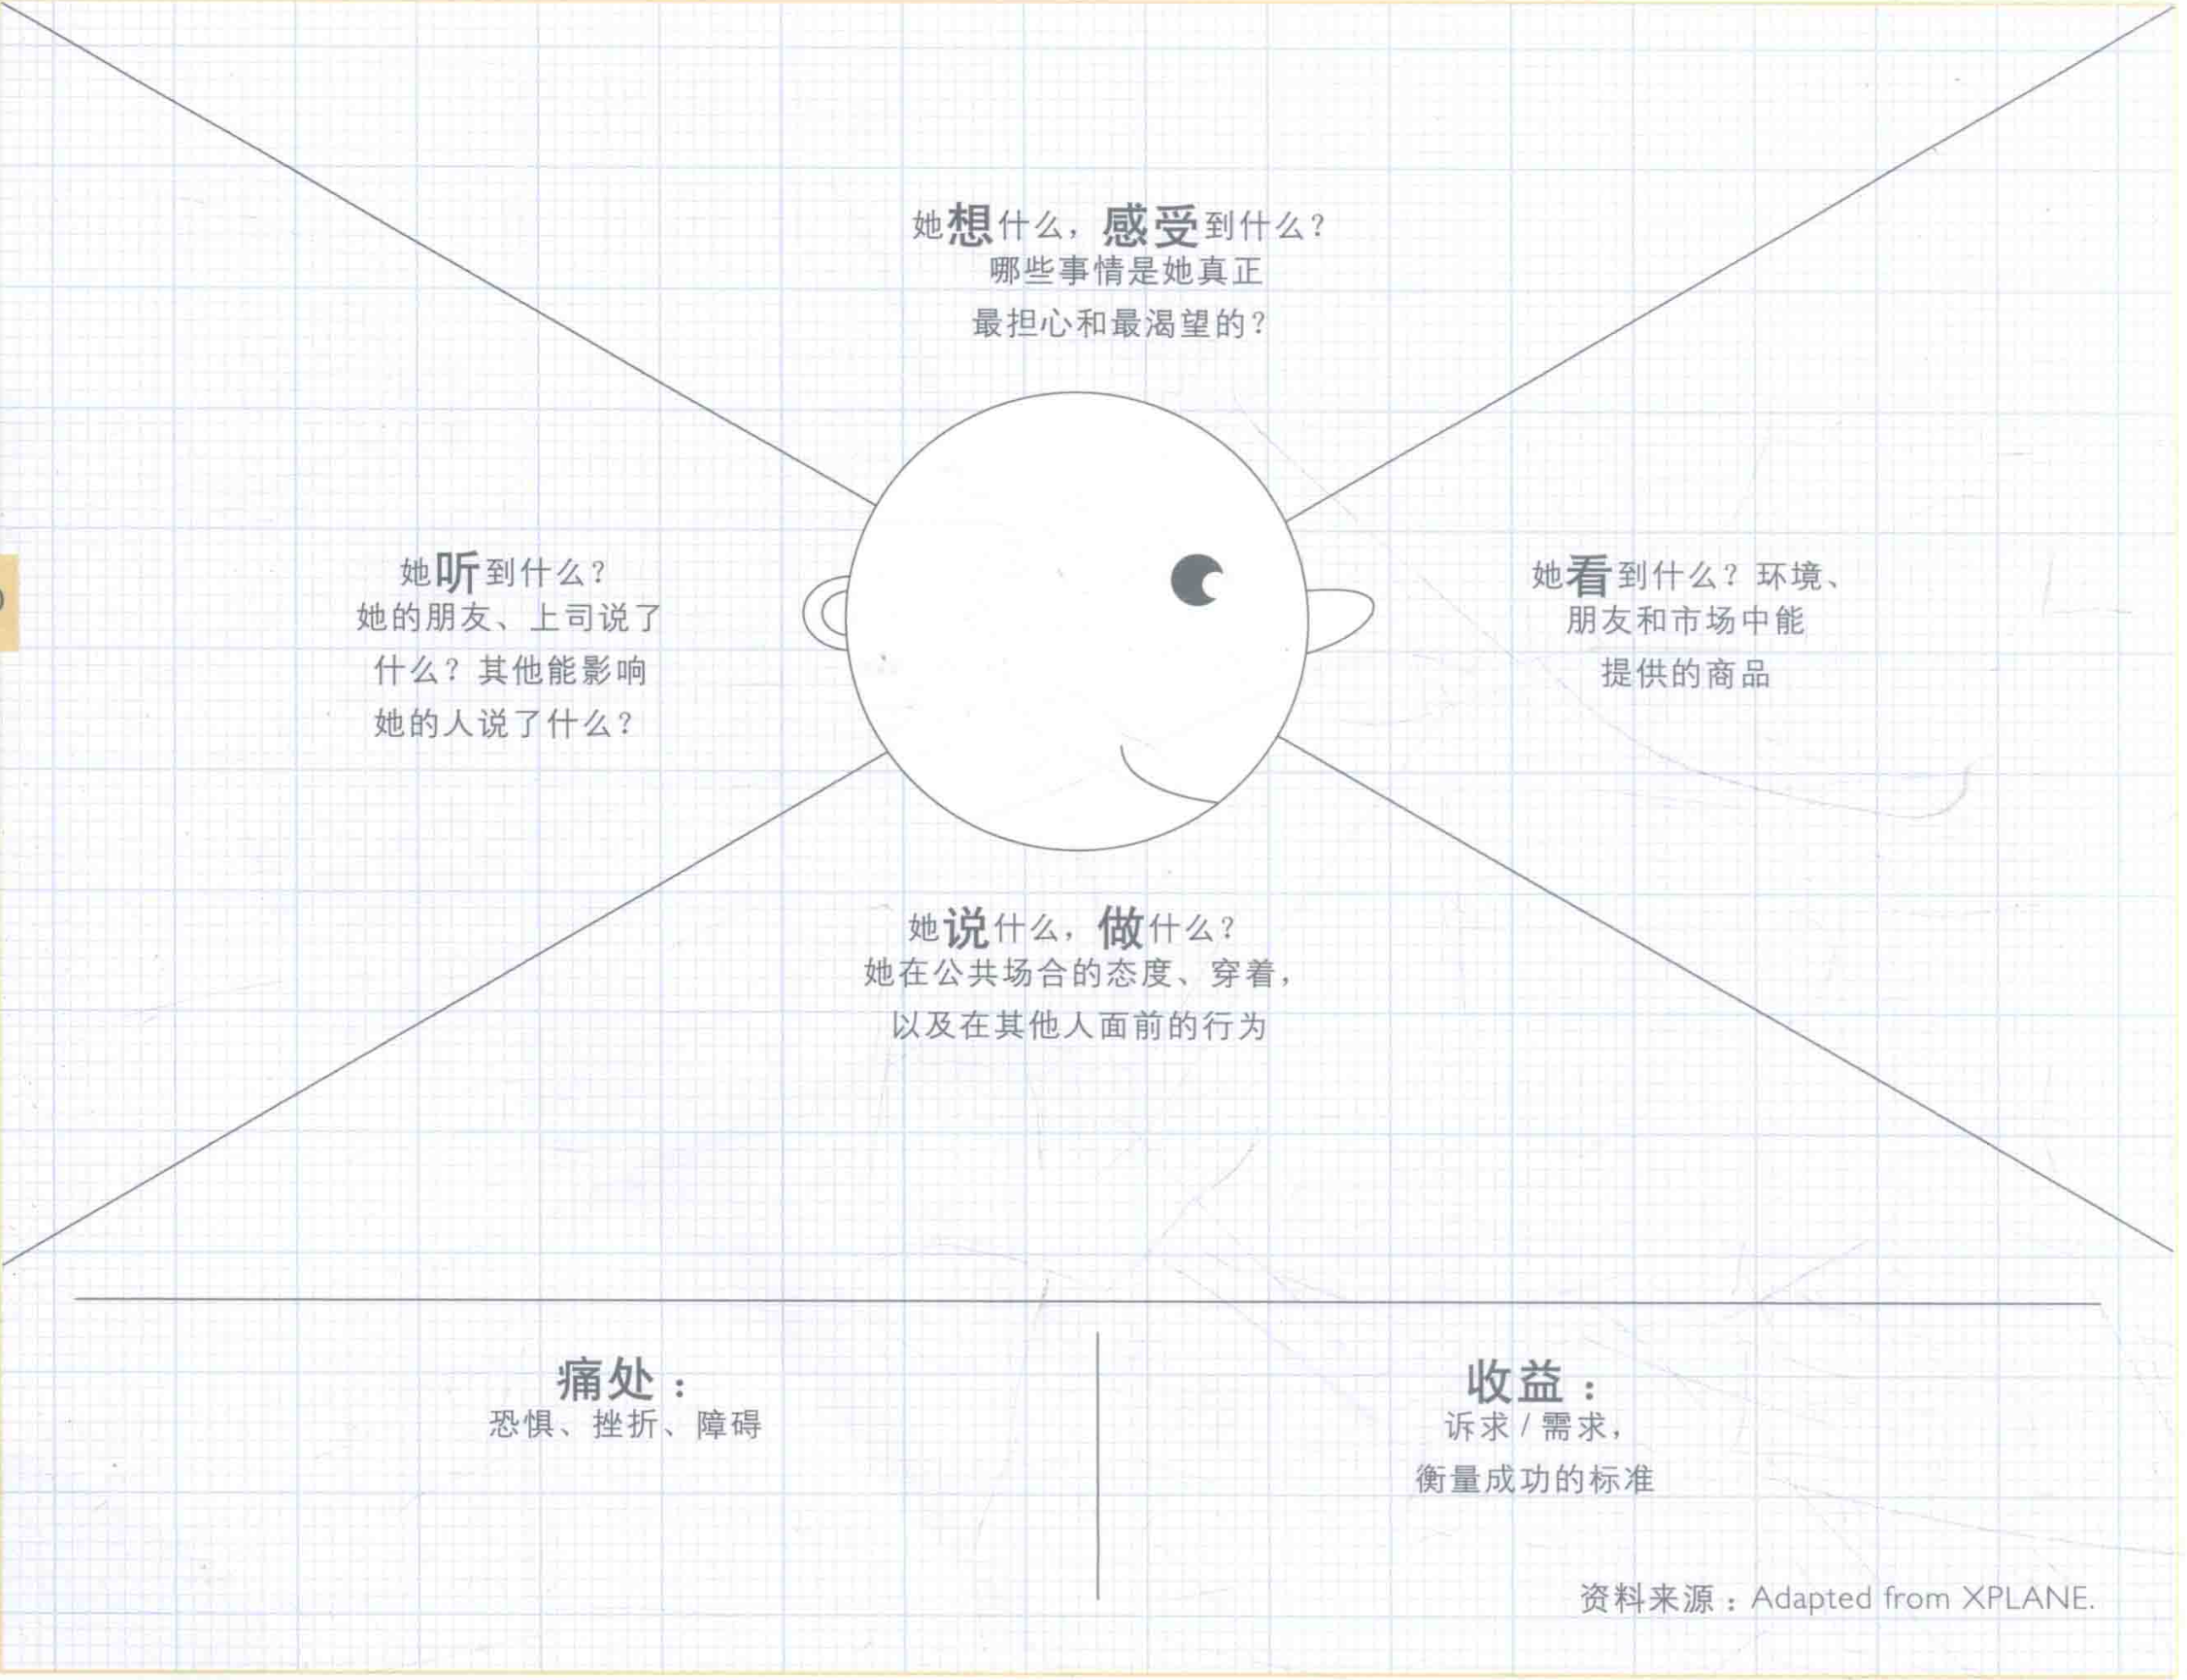 她想什么，感受到什么？
哪些事情是她真正
最担心和最渴望的？
她听到什么？
她的朋友、上司说了
什么？其他能影响
她的人说了什么？
她看到什么？环境、
朋友和市场中能
提供的商品
她说什么，做什么？
她在公共场合的态度、穿着，
以及在其他人面前的行为
痛处：
恐惧、挫折、障碍
收益：
诉求/需求，
衡量成功的标准
资料来源：Adapted from XPLANE.